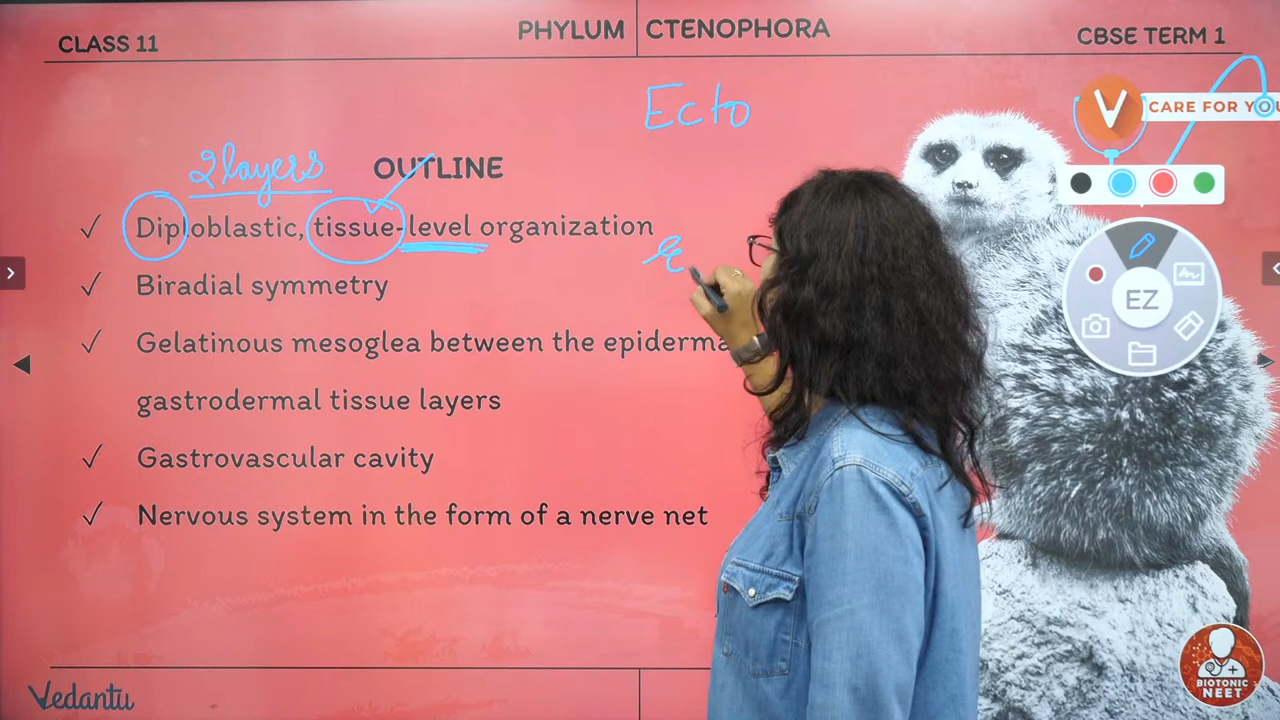 CLASS 11
PHYLUM CTENOPHORA
CBSE TERM 1
Ecto
CARE FOR YOU
2 layers
OUTLINE
✓ Diploblastic, tissue-level organization
✓ Biradial symmetry
✓ Gelatinous mesoglea between the epiderma
gastrodermal tissue layers
✓ Gastrovascular cavity
✓ Nervous system in the form of a nerve net
EZ
Vedantu
BIOTONIC
NEET